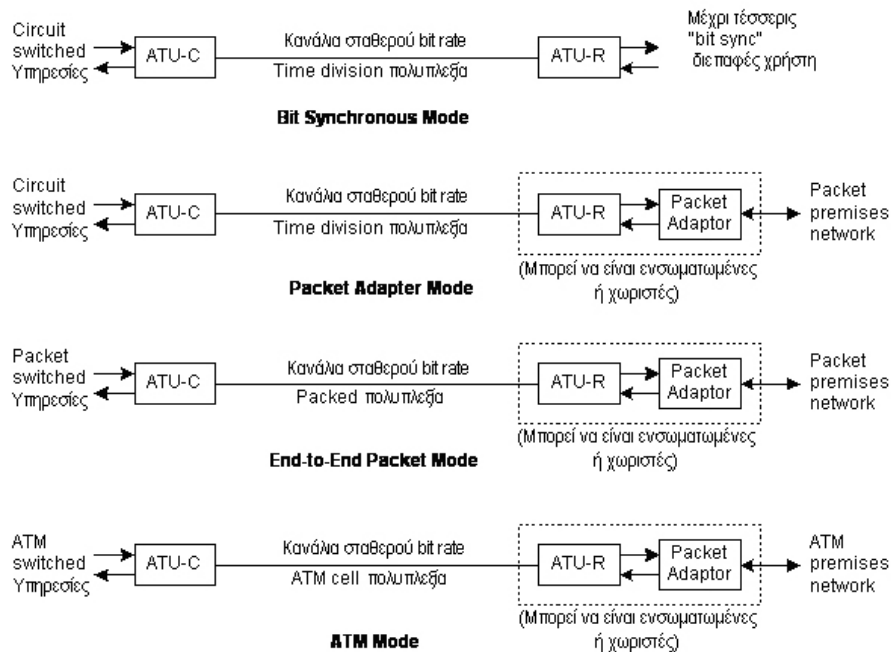 Circuit
switched
Υπηρεσίες
ATU-C
Κανάλια σταθερού bit rate
Time division πολυπλεξία
ATU-R
Μέχρι τέσσερις
"bit sync"
διεπαφές χρήστη
Bit Synchronous Mode
Circuit
switched
Υπηρεσίες
ATU-C
Κανάλια σταθερού bit rate
Time division πολυπλεξία
ATU-R
Packet
Adaptor
Packet
premises
network
(Μπορεί να είναι ενσωματωμένες
ή χωριστές)
Packet Adapter Mode
Packet
switched
Υπηρεσίες
ATU-C
Κανάλια σταθερού bit rate
Packed πολυπλεξία
ATU-R
Packet
Adaptor
Packet
premises
network
(Μπορεί να είναι ενσωματωμένες
ή χωριστές)
End-to-End Packet Mode
ATM
switched
Υπηρεσίες
ATU-C
Κανάλια σταθερού bit rate
ATM cell πολυπλεξία
ATU-R
Packet
Adaptor
ATM
premises
network
(Μπορεί να είναι ενσωματωμένες
ή χωριστές)
ATM Mode